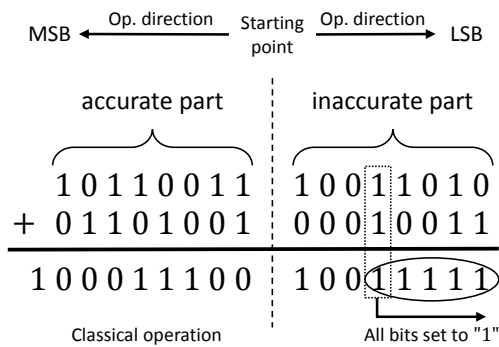 MSB Op. direction Starting point Op. direction LSB
accurate part inaccurate part
10110011 10011010
+ 01101001 00010011
100011100 10011111
Classical operation All bits set to "1"